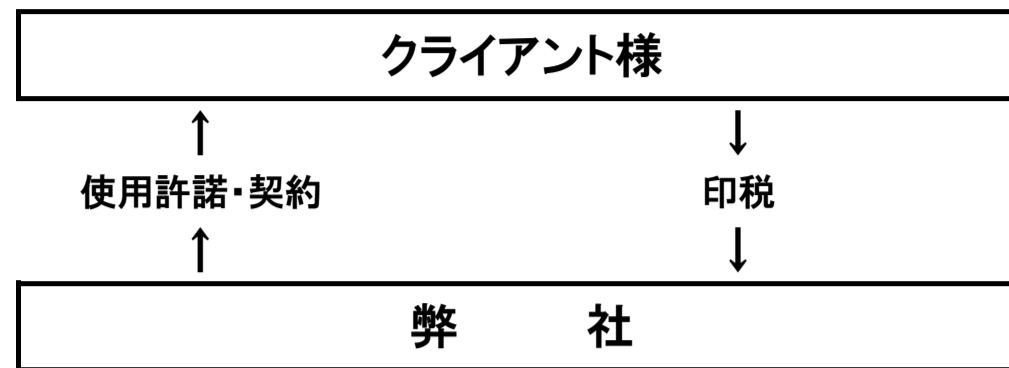 クライアント様
↑ ↓
使用許諾・契約 印税
↑ ↓
弊 社